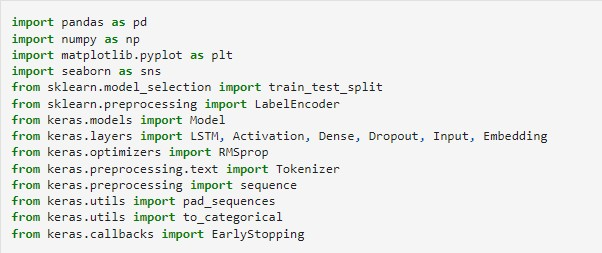 import pandas as pd
import numpy as np
import matplotlib.pyplot as plt
import seaborn as sns
from sklearn.model_selection import train_test_split
from sklearn.preprocessing import LabelEncoder
from keras.models import Model
from keras.layers import LSTM, Activation, Dense, Dropout, Input, Embedding
from keras.optimizers import RMSprop
from keras.preprocessing.text import Tokenizer
from keras.preprocessing import sequence
from keras.utils import pad_sequences
from keras.utils import to_categorical
from keras.callbacks import EarlyStopping